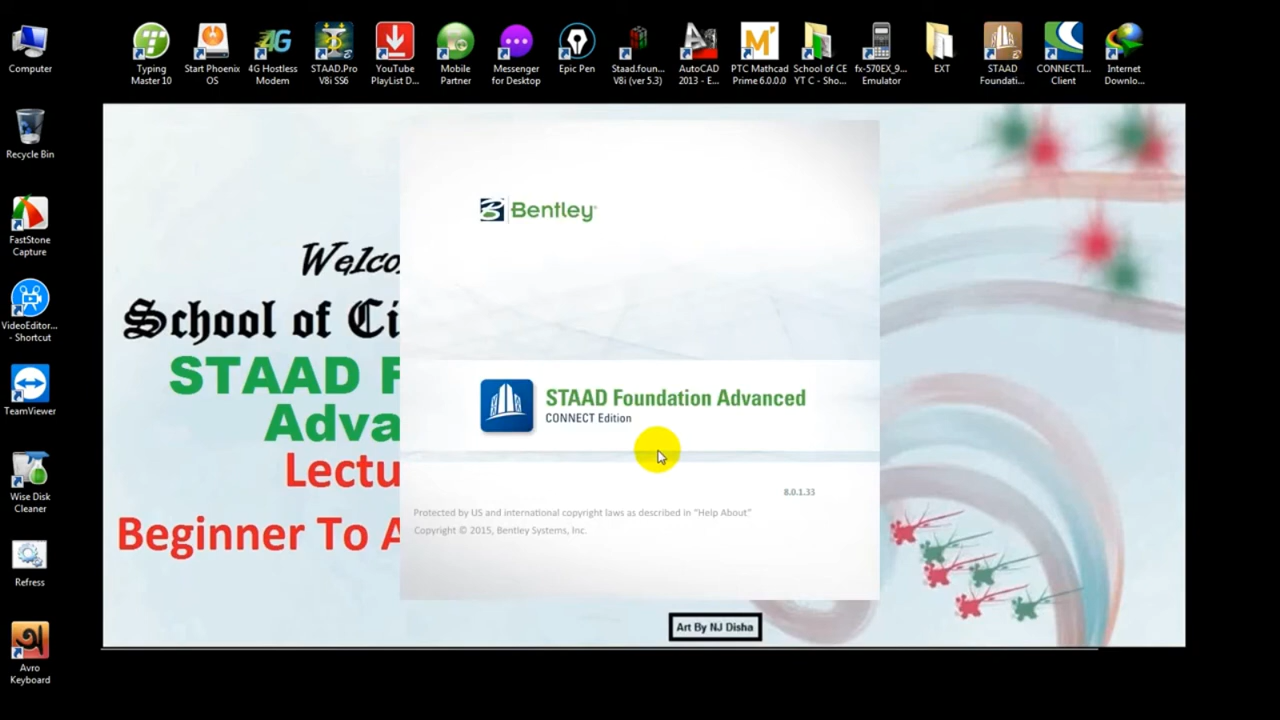 Computer
Typing
Master 10
Start Phoenix
OS
4G Hostless
Modem
STAAD.Pro
V8i SS6
YouTube
PlayList D...
Mobile
Partner
Messenger
for Desktop
Epic Pen
Staad.foun...
V8i (ver 5.3)
AutoCAD
2013 - E...
PTC Mathcad
Prime 6.0.0.0
School of CE
YT C - Sho...
fx-570EX_9...
Emulator
EXT
STAAD
Foundati...
CONNECTI...
Client
Internet
Downlo...
Recycle Bin
FastStone
Capture
VideoEditor...
- Shortcut
TeamViewer
Wise Disk
Cleaner
Refress
Avro
Keyboard
Welco
School of Ci
STAAD F
Adva
Lectu
Beginner To A
Bentley
STAAD Foundation Advanced
CONNECT Edition
8.0.1.33
Protected by US and international copyright laws as described in "Help About"
Copyright © 2015, Bentley Systems, Inc.
Art By NJ Disha